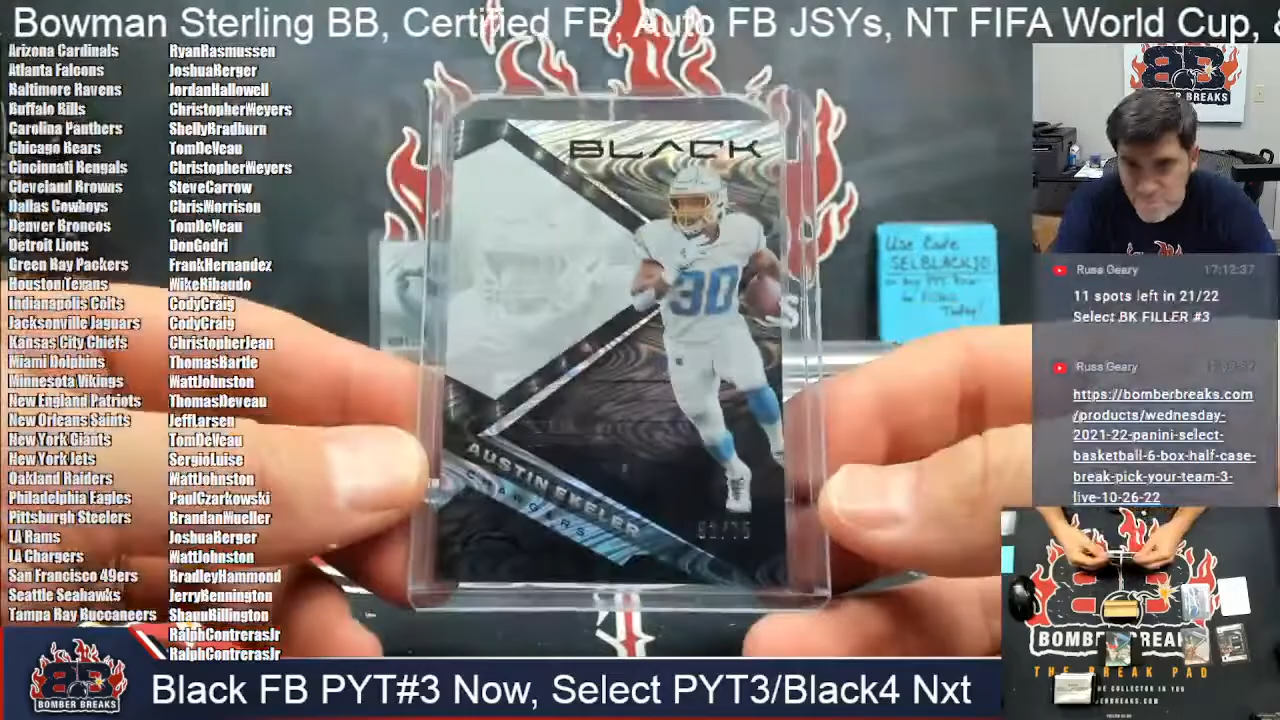 Bowman Sterling BB, Certified FB, Auto FB JSYs, NT FIFA World Cup, &
Arizona Cardinals RyanRasmussen
Atlanta Falcons JoshuaBerger
Baltimore Ravens JordanHallowell
Buffalo Bills ChristopherMeyers
Carolina Panthers ShellyBradburn
Chicago Bears TomDeVeau
Cincinnati Bengals ChristopherMeyers
Cleveland Browns SteveCarrow
Dallas Cowboys ChrisMorrison
Denver Broncos TomDeVeau
Detroit Lions DonGodri
Green Bay Packers FrankHernandez
Houston Texans MikeRibaudo
Indianapolis Colts CodyCraig
Jacksonville Jaguars CodyCraig
Kansas City Chiefs ChristopherJean
Miami Dolphins ThomasBartle
Minnesota Vikings MattJohnston
New England Patriots ThomasDeveau
New Orleans Saints JeffLarsen
New York Giants TomDeVeau
New York Jets SergioLuise
Oakland Raiders MattJohnston
Philadelphia Eagles PaulCzarkowski
Pittsburgh Steelers BrandanMueller
LA Rams JoshuaBerger
LA Chargers MattJohnston
San Francisco 49ers BradleyHammond
Seattle Seahawks JerryBennington
Tampa Bay Buccaneers ShaunBillington
RalphContrerasJr
RalphContrerasJr
BLACK
30
AUSTIN EKELER
CHARGERS
Use Code
SELBLACK10
Today!
BB
BOMBER BREAKS
Russ Geary 17:12:37
11 spots left in 21/22
Select BK FILLER #3
Russ Geary
https://bomberbreaks.com
/products/wednesday-
2021-22-panini-select-
basketball-6-box-half-case-
break-pick-your-team-3-
live-10-26-22
BOMBER BREAKS
THE BREAK PAD
BB
BOMBER BREAKS
Black FB PYT#3 Now, Select PYT3/Black4 Nxt